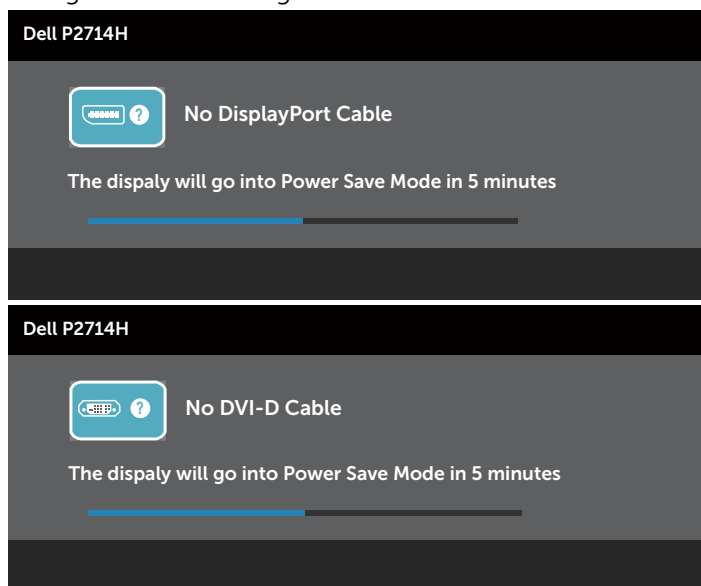 Dell P2714H
?
No DisplayPort Cable
The dispaly will go into Power Save Mode in 5 minutes
Dell P2714H
?
No DVI-D Cable
The dispaly will go into Power Save Mode in 5 minutes